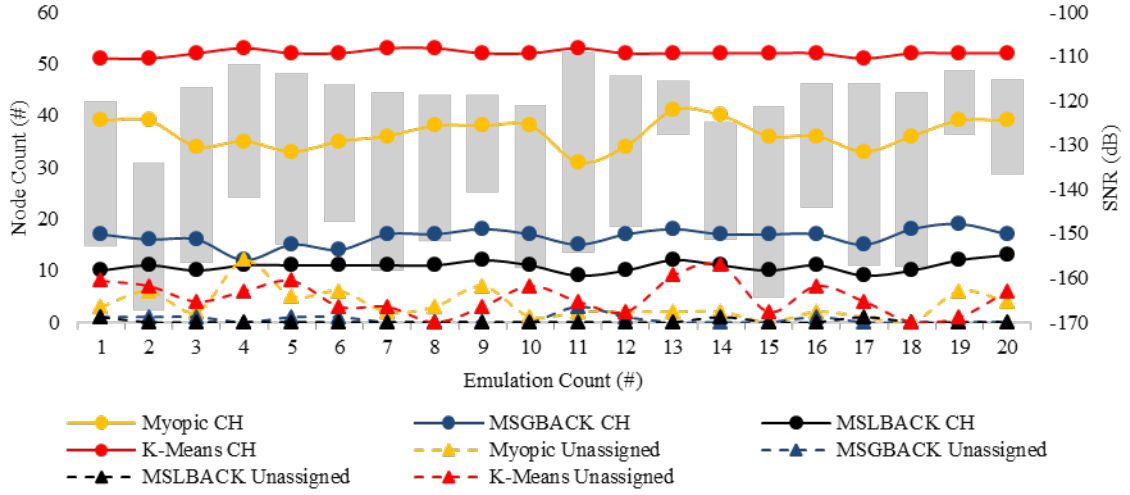 60
50
40
30
20
10
0
Node Count (#)
-100
-110
-120
-130
-140
-150
-160
-170
SNR (dB)
1 2 3 4 5 6 7 8 9 10 11 12 13 14 15 16 17 18 19 20
Emulation Count (#)
Myopic CH MSGBACK CH MSLBACK CH
K-Means CH Myopic Unassigned MSGBACK Unassigned
MSLBACK Unassigned K-Means Unassigned